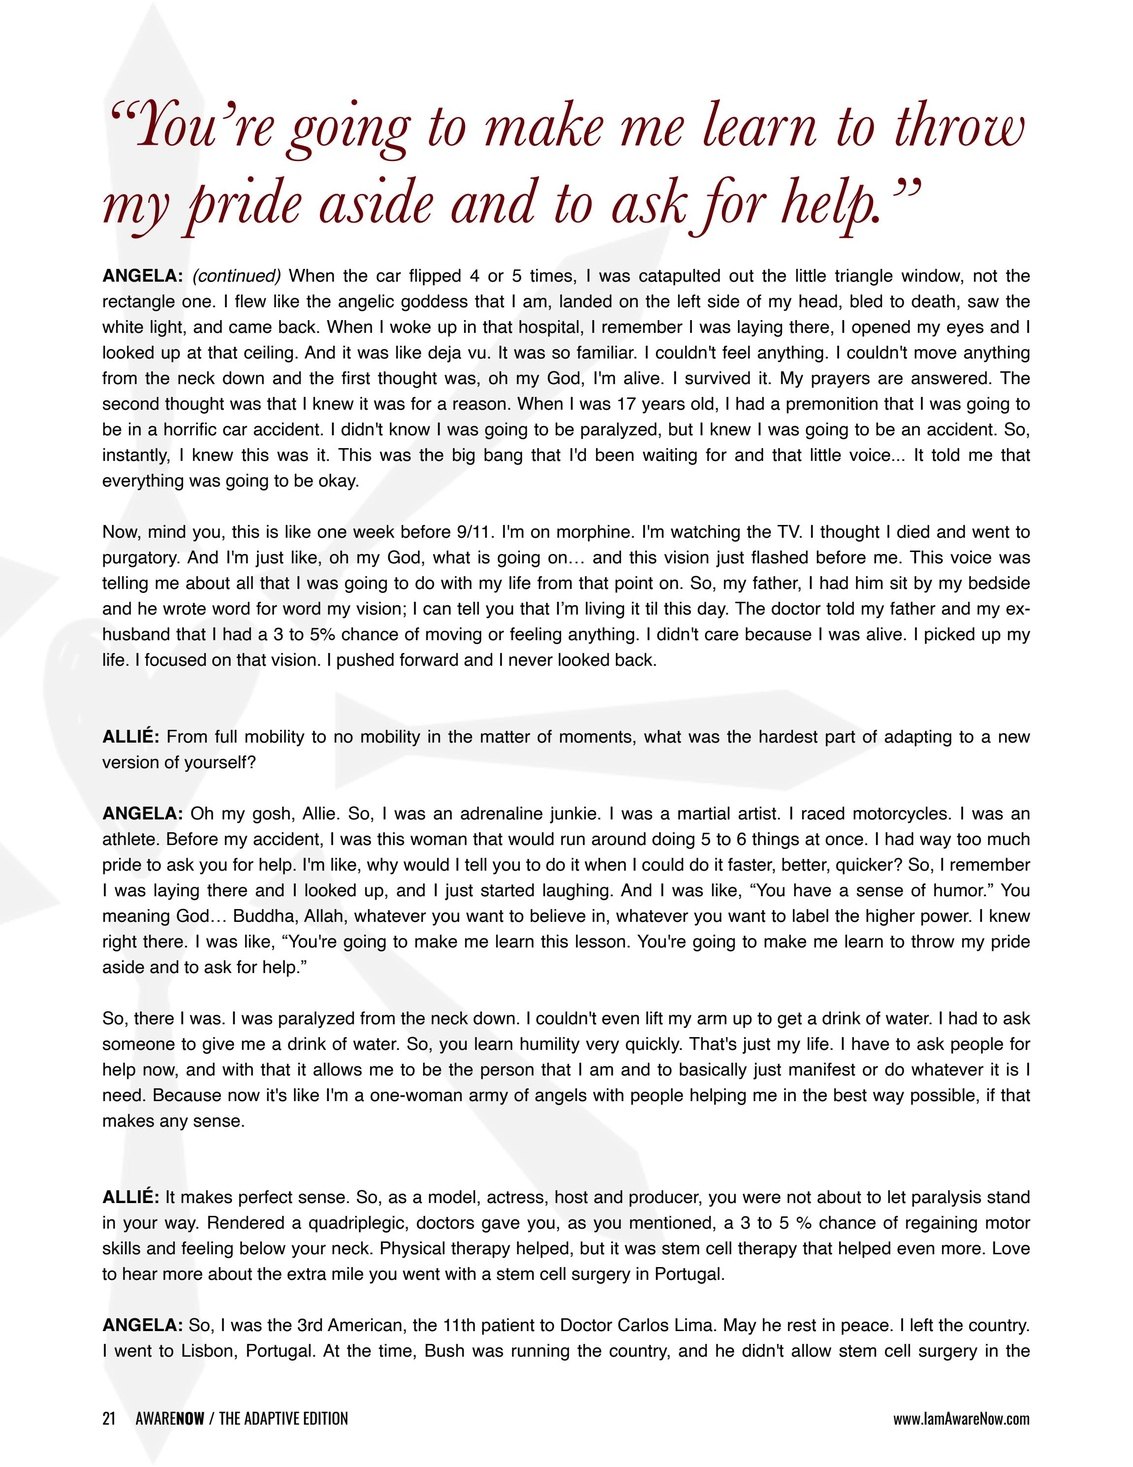 “You’re going to make me learn to throw
my pride aside and to ask for help.”
ANGELA: (continued) When the car flipped 4 or 5 times, I was catapulted out the little triangle window, not the
rectangle one. I flew like the angelic goddess that I am, landed on the left side of my head, bled to death, saw the
white light, and came back. When I woke up in that hospital, I remember I was laying there, I opened my eyes and I
looked up at that ceiling. And it was like deja vu. It was so familiar. I couldn't feel anything. I couldn't move anything
from the neck down and the first thought was, oh my God, I'm alive. I survived it. My prayers are answered. The
second thought was that I knew it was for a reason. When I was 17 years old, I had a premonition that I was going to
be in a horrific car accident. I didn't know I was going to be paralyzed, but I knew I was going to be an accident. So,
instantly, I knew this was it. This was the big bang that I'd been waiting for and that little voice... It told me that
everything was going to be okay.
Now, mind you, this is like one week before 9/11. I'm on morphine. I'm watching the TV. I thought I died and went to
purgatory. And I'm just like, oh my God, what is going on… and this vision just flashed before me. This voice was
telling me about all that I was going to do with my life from that point on. So, my father, I had him sit by my bedside
and he wrote word for word my vision; I can tell you that I’m living it til this day. The doctor told my father and my ex-
husband that I had a 3 to 5% chance of moving or feeling anything. I didn't care because I was alive. I picked up my
life. I focused on that vision. I pushed forward and I never looked back.
ALLIÉ: From full mobility to no mobility in the matter of moments, what was the hardest part of adapting to a new
version of yourself?
ANGELA: Oh my gosh, Allie. So, I was an adrenaline junkie. I was a martial artist. I raced motorcycles. I was an
athlete. Before my accident, I was this woman that would run around doing 5 to 6 things at once. I had way too much
pride to ask you for help. I'm like, why would I tell you to do it when I could do it faster, better, quicker? So, I remember
I was laying there and I looked up, and I just started laughing. And I was like, “You have a sense of humor.” You
meaning God… Buddha, Allah, whatever you want to believe in, whatever you want to label the higher power. I knew
right there. I was like, “You're going to make me learn this lesson. You're going to make me learn to throw my pride
aside and to ask for help.”
So, there I was. I was paralyzed from the neck down. I couldn't even lift my arm up to get a drink of water. I had to ask
someone to give me a drink of water. So, you learn humility very quickly. That's just my life. I have to ask people for
help now, and with that it allows me to be the person that I am and to basically just manifest or do whatever it is I
need. Because now it's like I'm a one-woman army of angels with people helping me in the best way possible, if that
makes any sense.
ALLIÉ: It makes perfect sense. So, as a model, actress, host and producer, you were not about to let paralysis stand
in your way. Rendered a quadriplegic, doctors gave you, as you mentioned, a 3 to 5 % chance of regaining motor
skills and feeling below your neck. Physical therapy helped, but it was stem cell therapy that helped even more. Love
to hear more about the extra mile you went with a stem cell surgery in Portugal.
ANGELA: So, I was the 3rd American, the 11th patient to Doctor Carlos Lima. May he rest in peace. I left the country.
I went to Lisbon, Portugal. At the time, Bush was running the country, and he didn't allow stem cell surgery in the
21 AWARENOW / THE ADAPTIVE EDITION
www.IamAwareNow.com